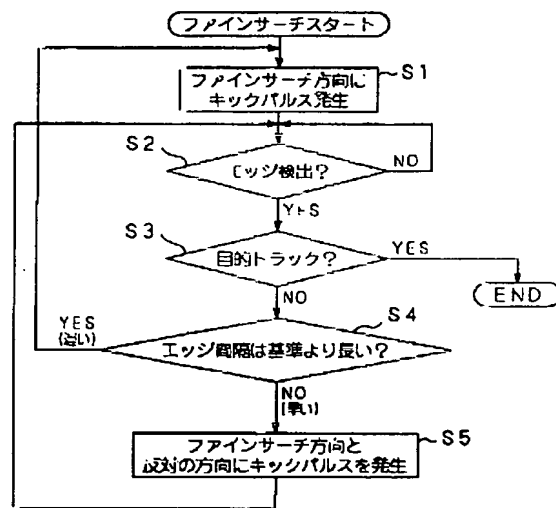 ファインサーチスタート
S1
ファインサーチ方向に
キックパルス発生
S2
エッジ検出?
NO
YES
S3
目的トラック?
YES
NO
END
S4
YES
(遅い)
エッジ間隔は基準より長い?
NO
(早い)
S5
ファインサーチ方向と
反対の方向にキックパルスを発生